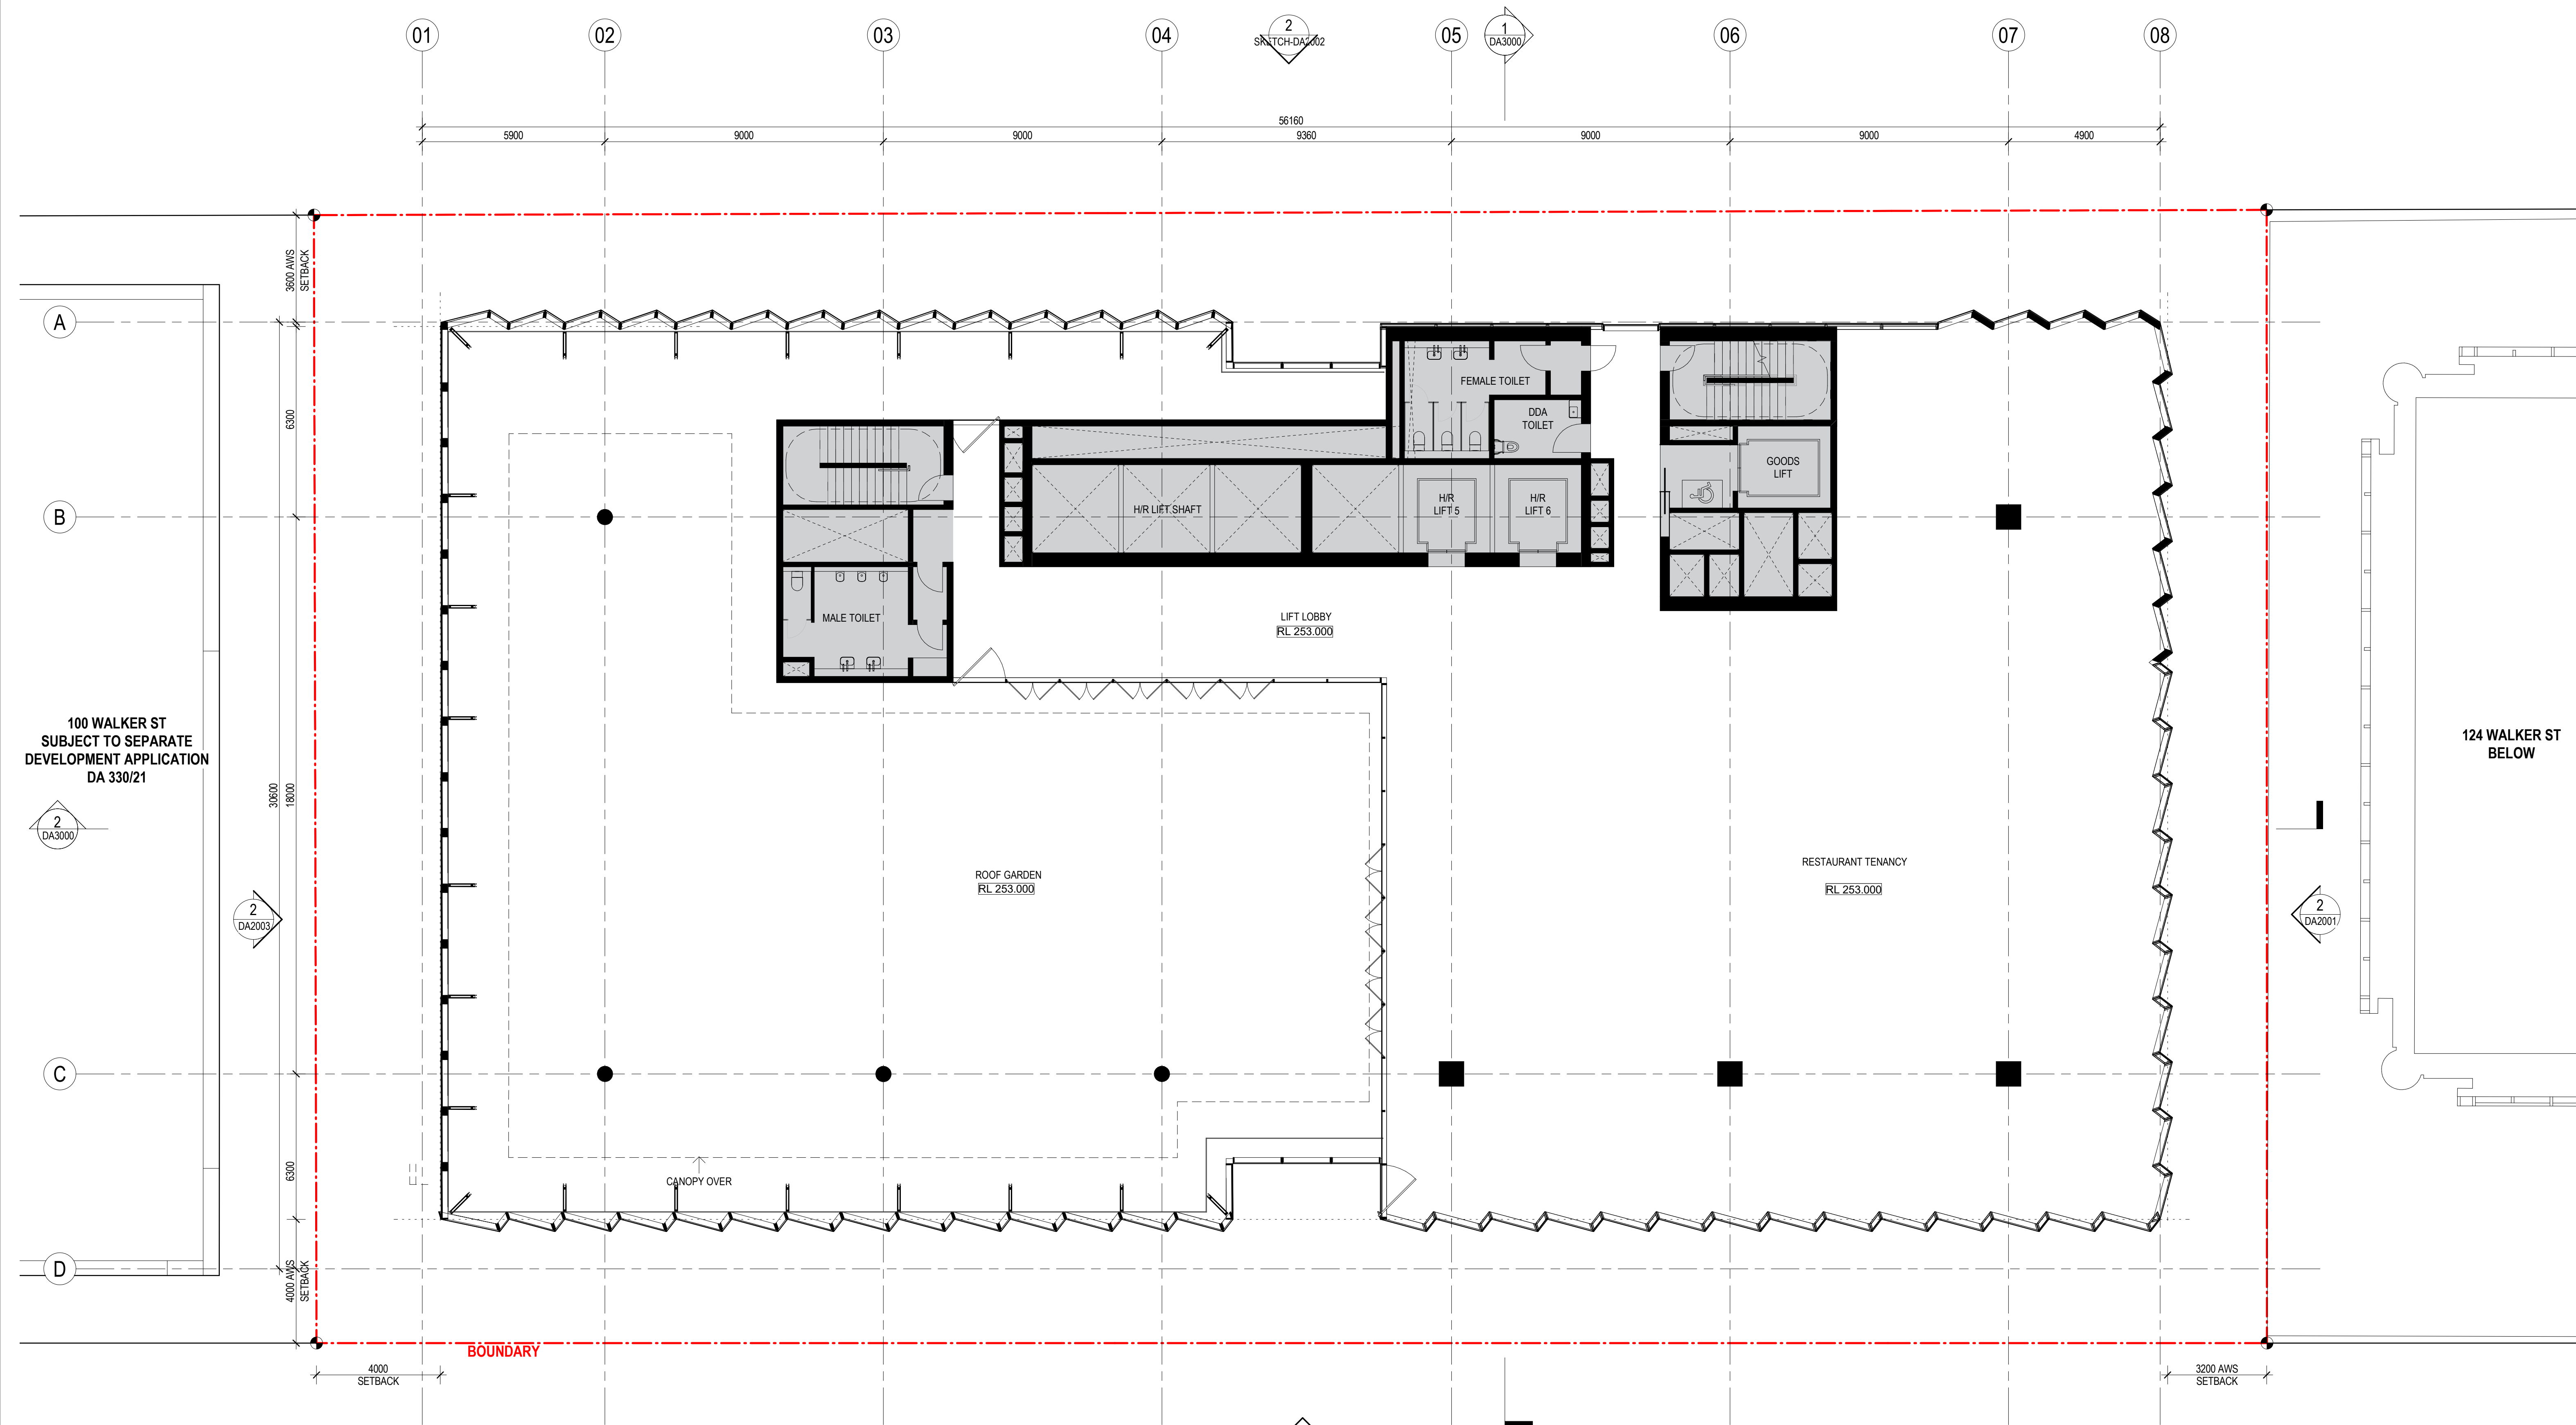 01
02
03
04
2
SKETCH-DA2002
05
1
DA3000
06
07
08
56160
5900
9000
9000
9360
9000
9000
4900
3600 AWS
SETBACK
A
6300
FEMALE TOILET
DDA
TOILET
GOODS
LIFT
B
H/R LIFT SHAFT
H/R
LIFT 5
H/R
LIFT 6
MALE TOILET
LIFT LOBBY
RL 253.000
100 WALKER ST
SUBJECT TO SEPARATE
DEVELOPMENT APPLICATION
DA 330/21
124 WALKER ST
BELOW
30600
18000
2
DA3000
ROOF GARDEN
RL 253.000
RESTAURANT TENANCY
RL 253.000
2
DA2003
2
DA2001
C
6300
CANOPY OVER
D
4000 AWS
SETBACK
BOUNDARY
4000
SETBACK
3200 AWS
SETBACK